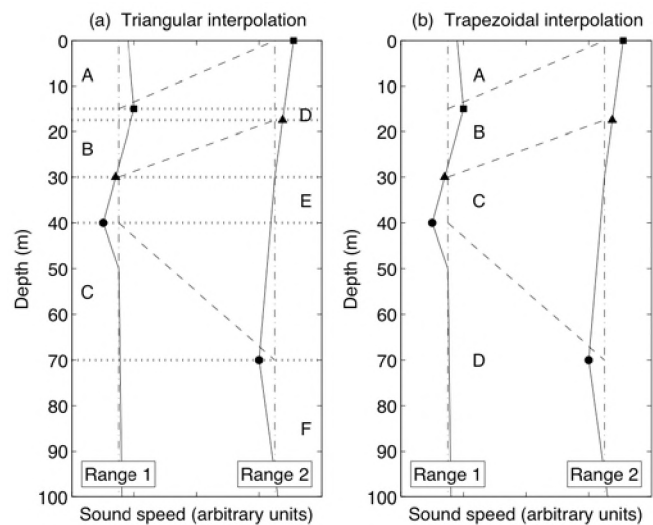 (a) Triangular interpolation
(b) Trapezoidal interpolation
Depth (m)
0
10
20
30
40
50
60
70
80
90
100
A
B
C
D
E
F
Range 1
Range 2
Sound speed (arbitrary units)
Depth (m)
0
10
20
30
40
50
60
70
80
90
100
A
B
C
D
Range 1
Range 2
Sound speed (arbitrary units)